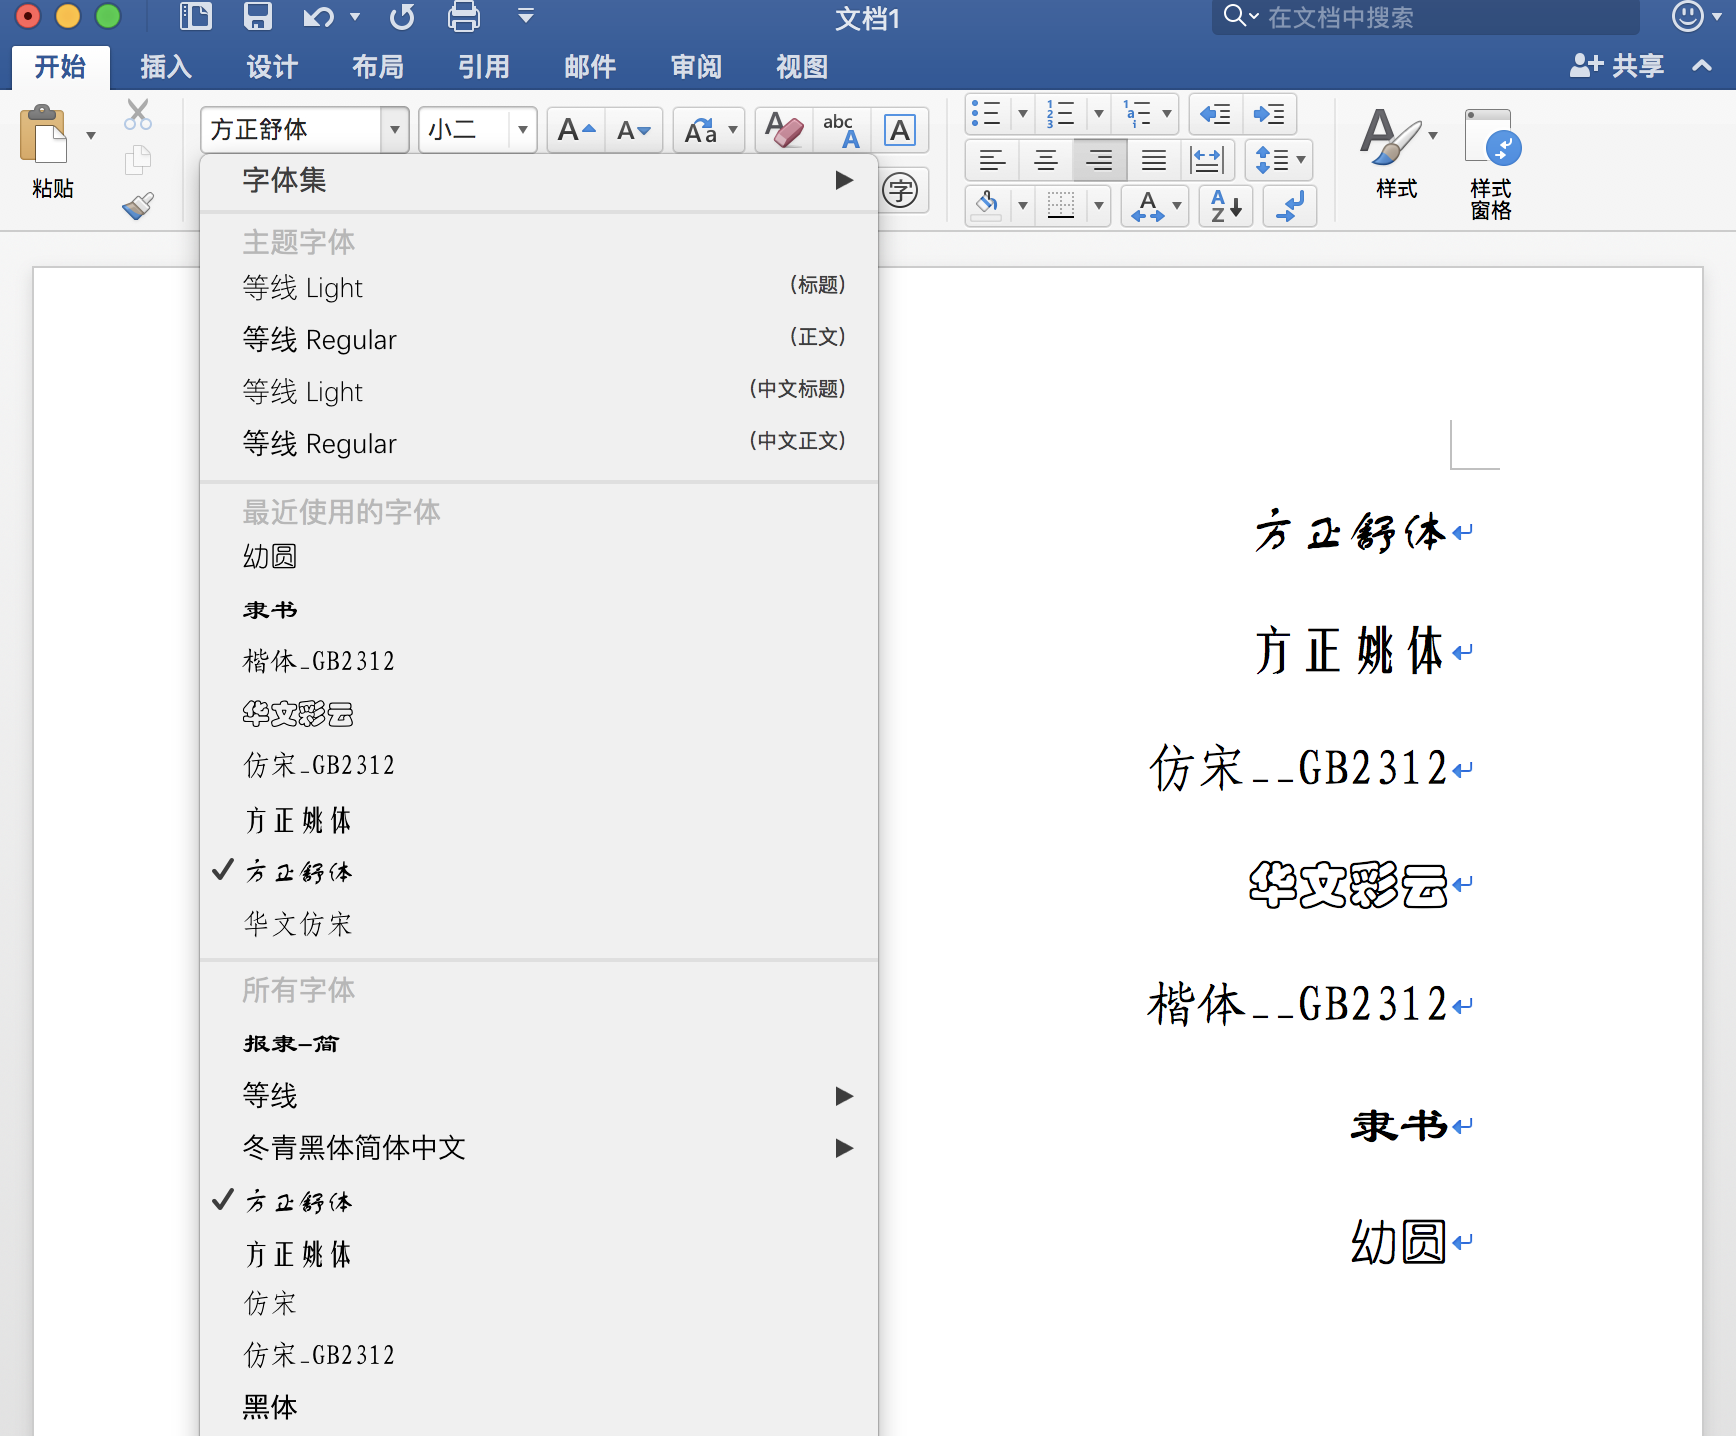 文档1
在文档中搜索
开始 插入 设计 布局 引用 邮件 审阅 视图 共享
粘贴
方正舒体 小二
样式
样式
窗格
字体集
主题字体
等线 Light (标题)
等线 Regular (正文)
等线 Light (中文标题)
等线 Regular (中文正文)
最近使用的字体
幼圆
隶书
楷体_GB2312
华文彩云
仿宋_GB2312
方正姚体
方正舒体
华文仿宋
所有字体
报隶-简
等线
冬青黑体简体中文
方正舒体
方正姚体
仿宋
仿宋_GB2312
黑体
方正舒体
方正姚体
仿宋__GB2312
华文彩云
楷体__GB2312
隶书
幼圆